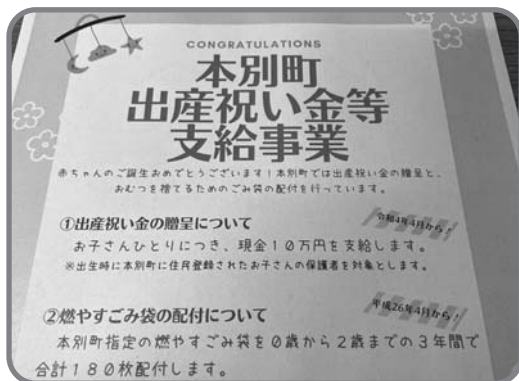 CONGRATULATIONS
本別町
出産祝い金等
支給事業
赤ちゃんのご誕生おめでとうございます!本別町では出産祝い金の贈呈と、
おむつを捨てるためのごみ袋の配付を行っています。
①出産祝い金の贈呈について
令和4年4月から!
お子さんひとりにつき、現金10万円を支給します。
※出生時に本別町に住民登録されたお子さんの保護者を対象とします。
②燃やすごみ袋の配付について
平成26年4月から!
本別町指定の燃やすごみ袋を0歳から2歳までの3年間で
合計180枚配付します。